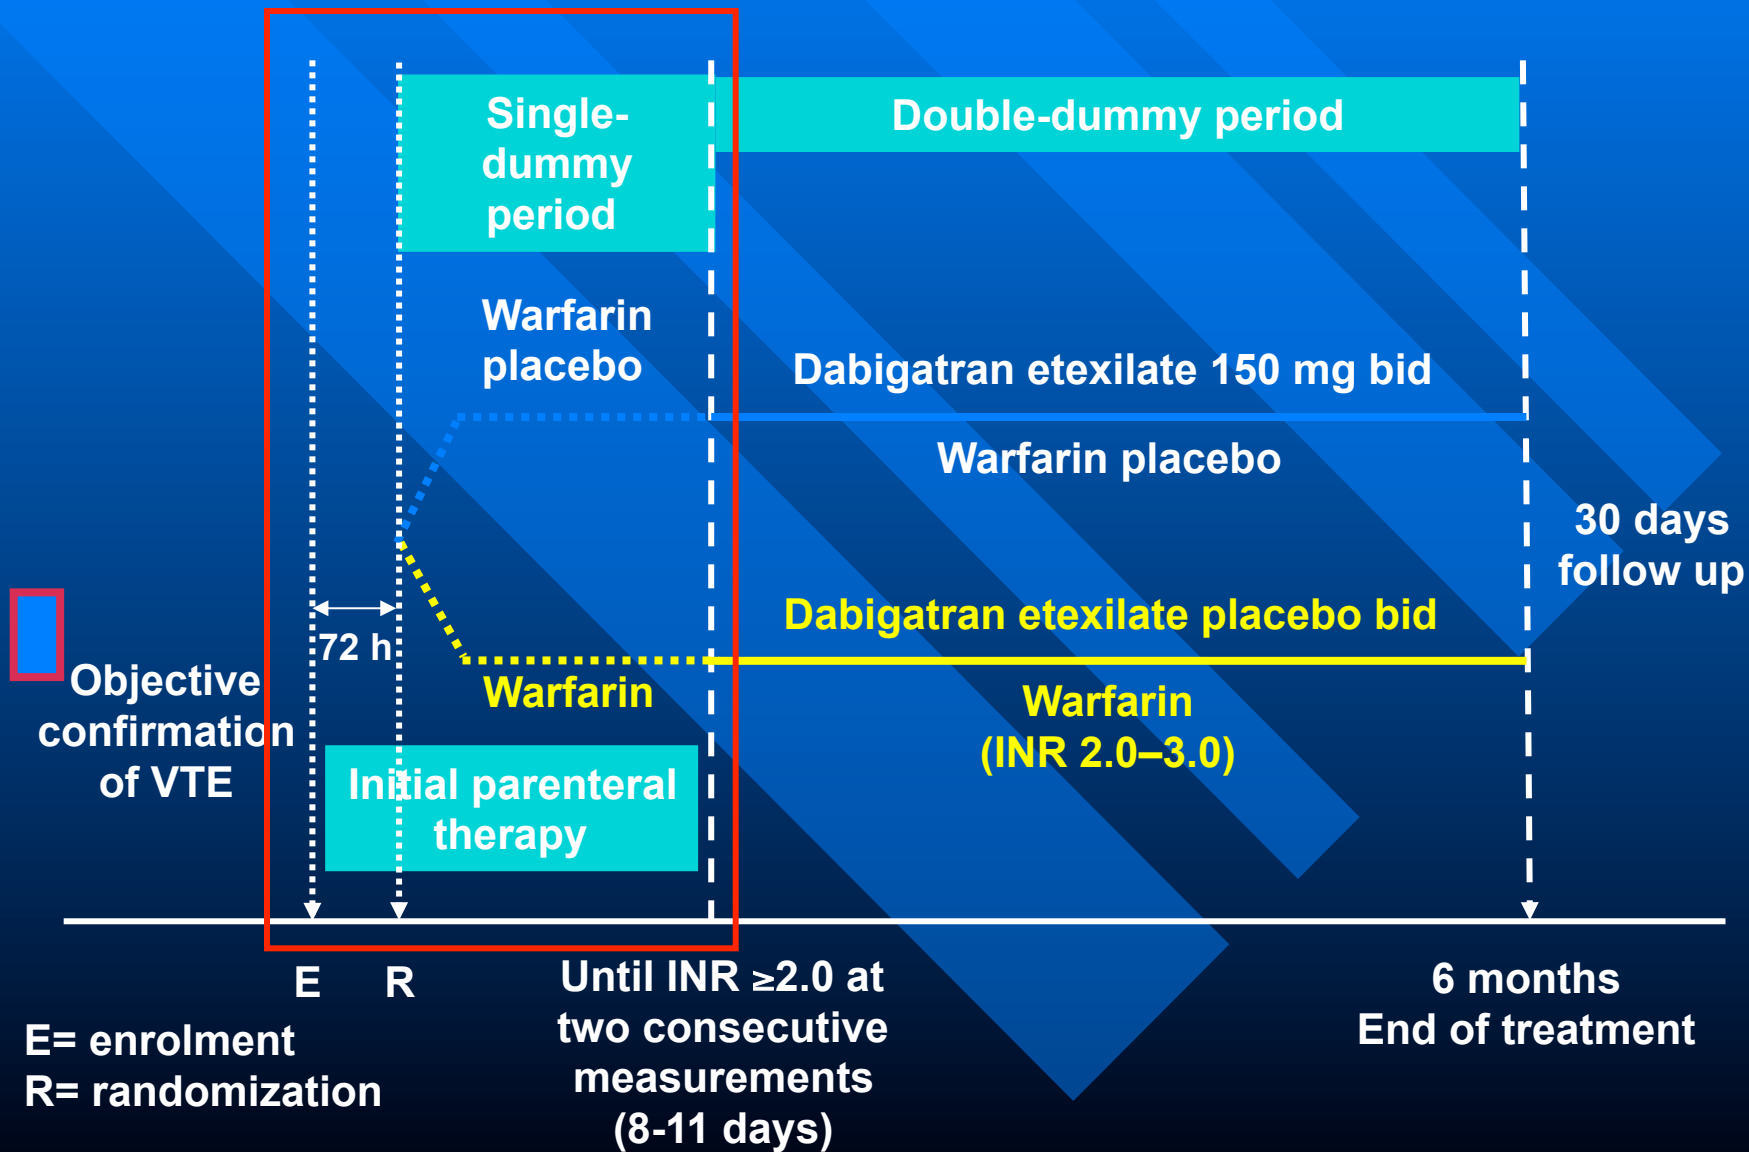 Single-
dummy
period
Double-dummy period
Warfarin
placebo
Dabigatran etexilate 150 mg bid
Warfarin placebo
30 days
follow up
72 h
Dabigatran etexilate placebo bid
Objective
confirmation
of VTE
Warfarin
Warfarin
(INR 2.0–3.0)
Initial parenteral
therapy
E
R
Until INR ≥2.0 at
two consecutive
measurements
(8-11 days)
6 months
End of treatment
E= enrolment
R= randomization